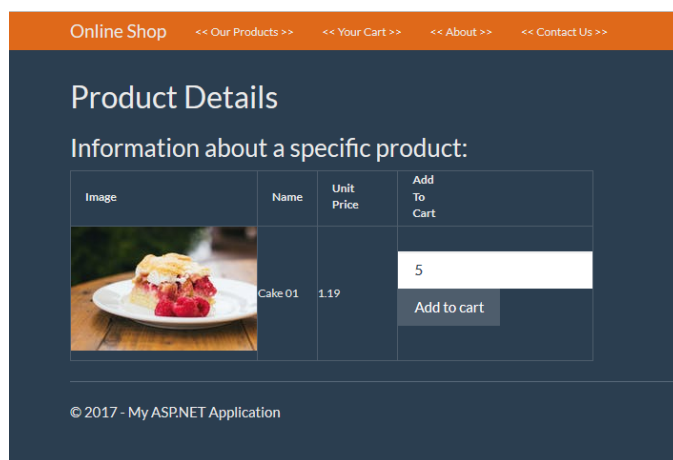 Online Shop << Our Products >> << Your Cart >> << About >> << Contact Us >>
Product Details
Information about a specific product:
Image Name Unit Price Add To Cart
Cake 01 1.19 5
Add to cart
© 2017 - My ASP.NET Application